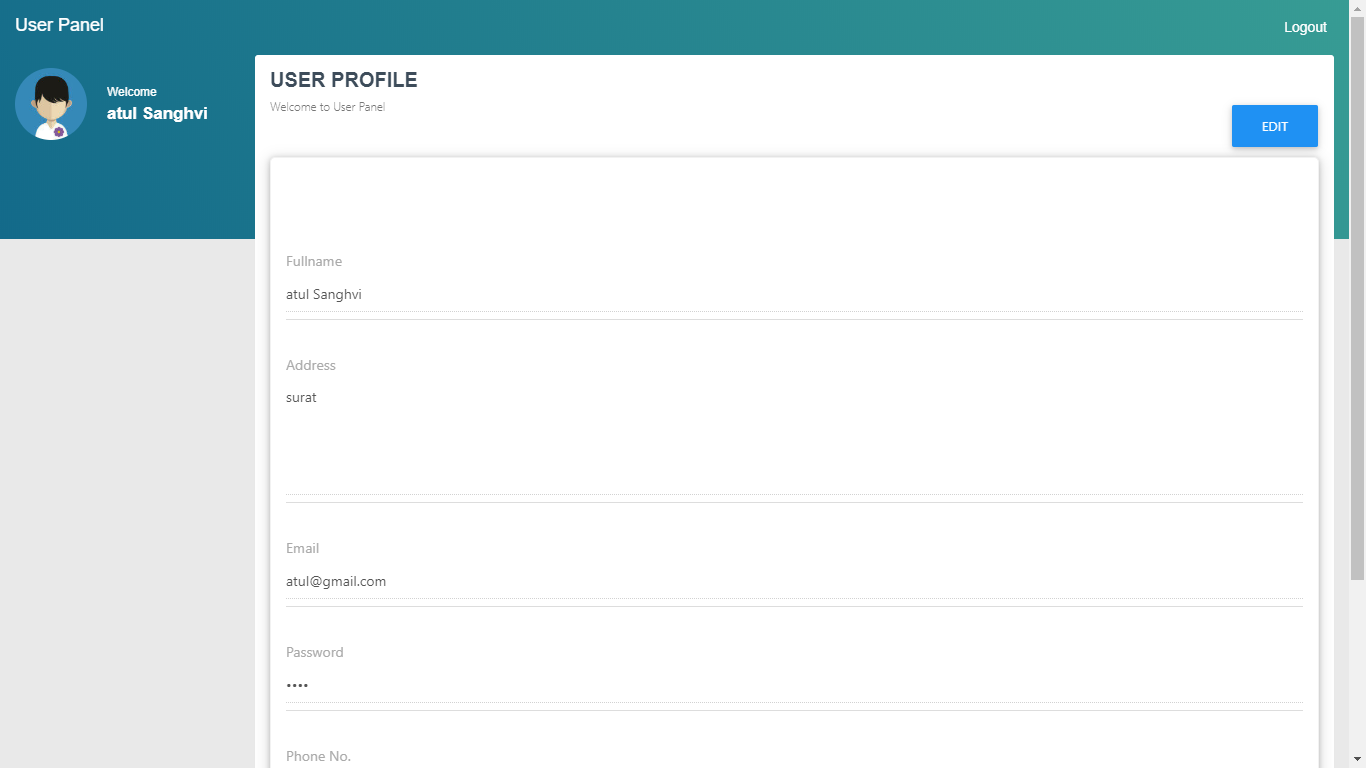 User Panel
Logout
Welcome
atul Sanghvi
USER PROFILE
Welcome to User Panel
EDIT
Fullname
atul Sanghvi
Address
surat
Email
atul@gmail.com
Password
••••
Phone No.